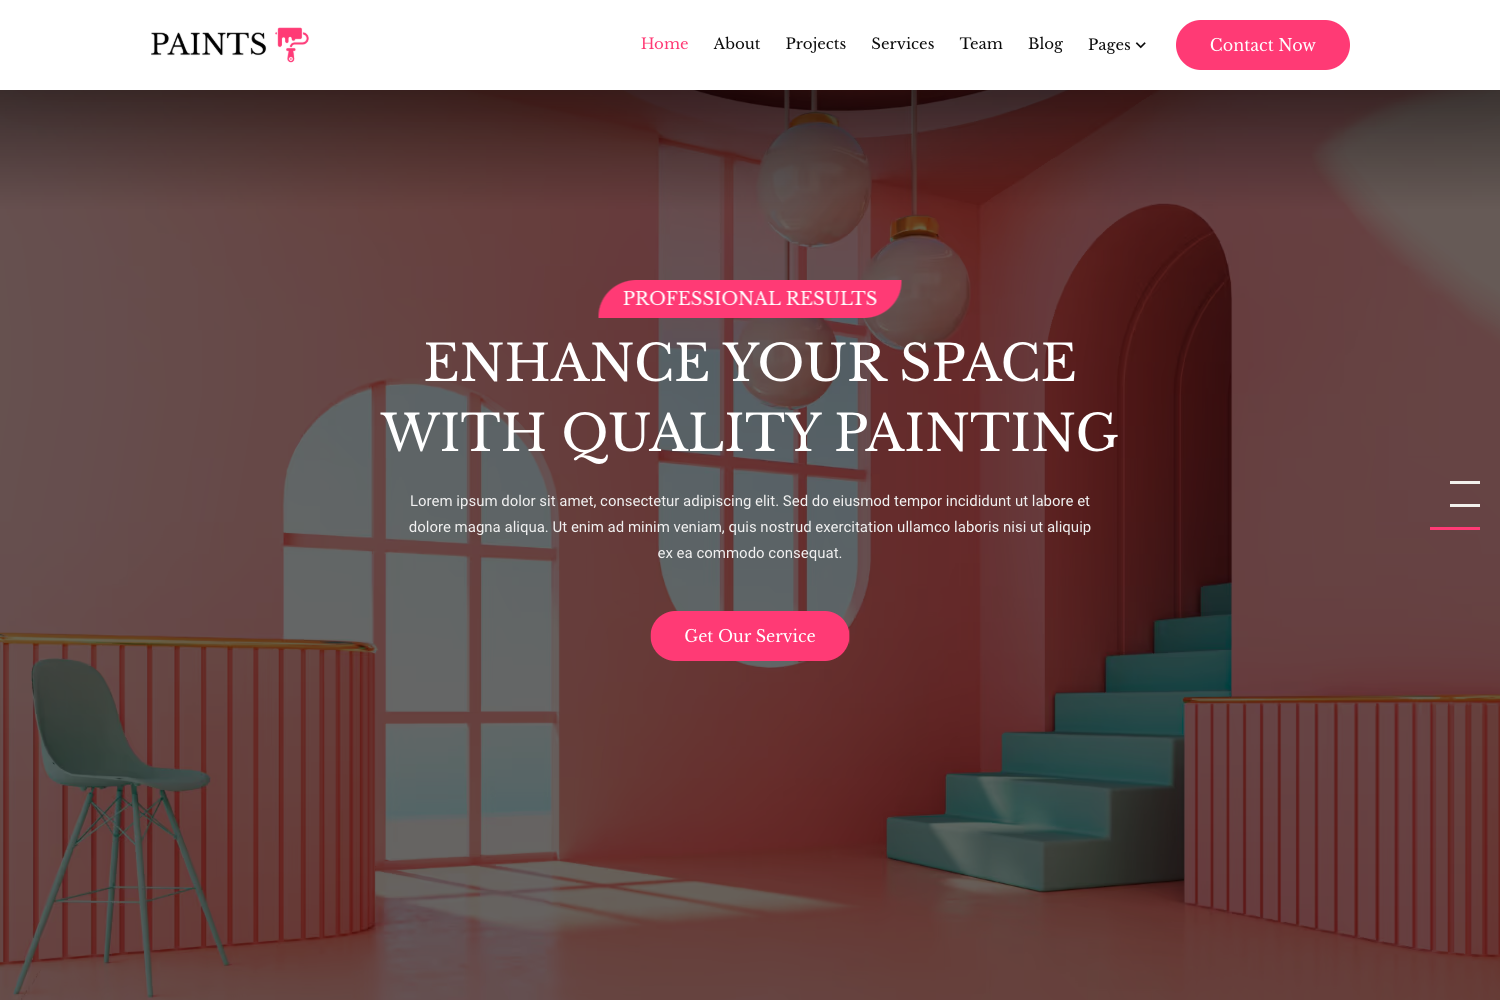 PAINTS
Home About Projects Services Team Blog Pages Contact Now
PROFESSIONAL RESULTS
ENHANCE YOUR SPACE
WITH QUALITY PAINTING
Lorem ipsum dolor sit amet, consectetur adipiscing elit. Sed do eiusmod tempor incididunt ut labore et
dolore magna aliqua. Ut enim ad minim veniam, quis nostrud exercitation ullamco laboris nisi ut aliquip
ex ea commodo consequat.
Get Our Service